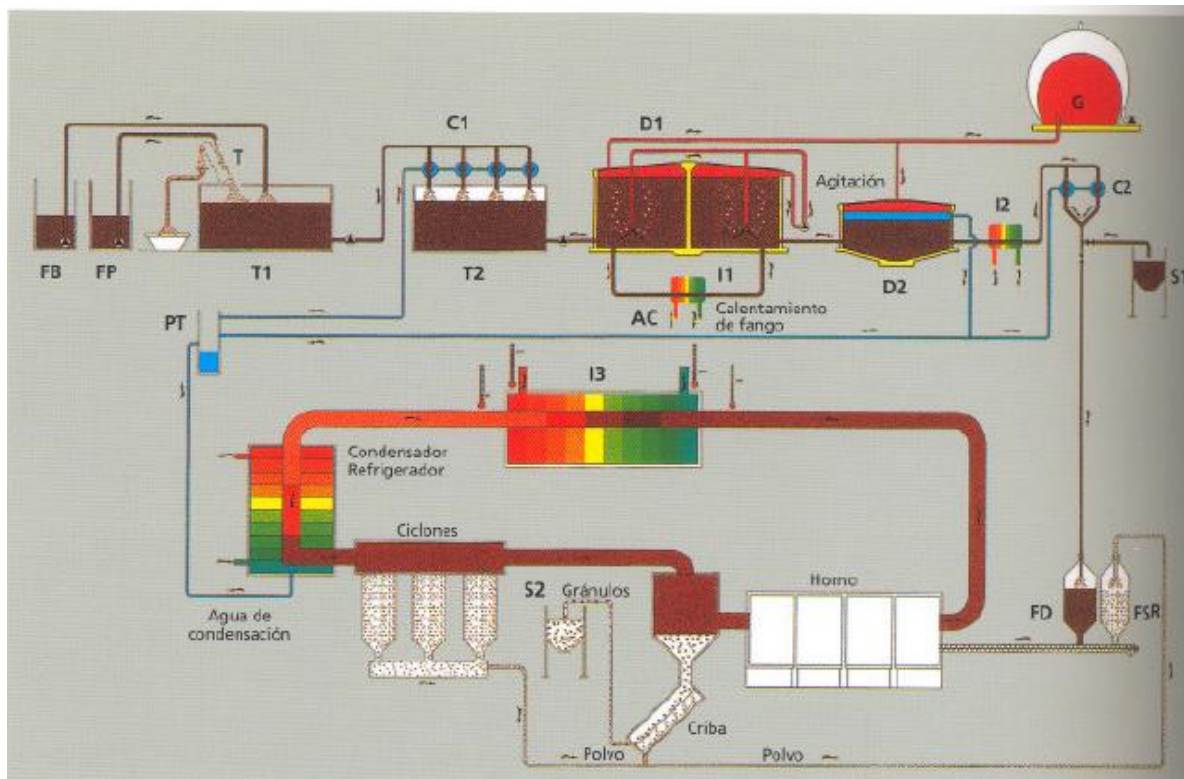 G
C1
D1
T
Agitación
I2
C2
FB
FP
T1
T2
I1
D2
S1
PT
AC
Calentamiento
de fango
I3
Condensador
Refrigerador
Ciclones
S2
Gránulos
Horno
FD
FSR
Agua de
condensación
Criba
Polvo
Polvo